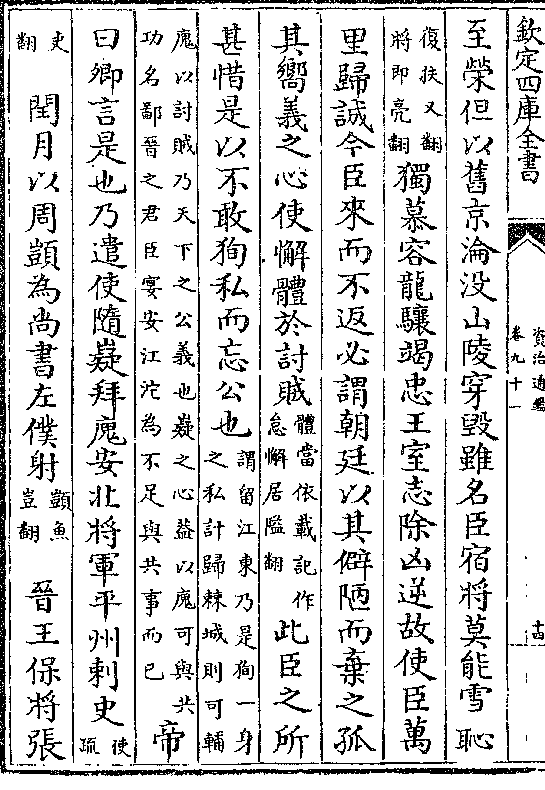 欽定四庫全書
資治通鑑
卷九十一
十四
至榮但以舊京淪没山陵穿毀雖名臣宿將莫能雪恥
復扶又翻
將即亮翻
獨慕容龍驤竭忠王室志除凶逆故使臣萬
里歸誠今臣來而不返必謂朝廷以其僻陋而棄之孤
其嚮義之心使懈體於討賊
體當依載記作
怠懈居隘翻
此臣之所
甚惜是以不敢狥私而忘公也
謂留江東乃是狥一身
之私計歸棘城則可輔
廆以討賊乃天下之公義也嶷之心益以廆可與共
功名鄙晉之君臣宴安江沱為不足與共事而已
帝
曰卿言是也乃遣使隨嶷拜廆安北將軍平州刺史
使
疏
吏
翻
閏月以周顗為尚書左僕射
顗魚
豈翻
晉王保將張